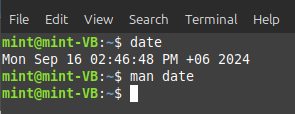 File Edit View Search Terminal Help
mint@mint-VB:~$ date
Mon Sep 16 02:46:48 PM +06 2024
mint@mint-VB:~$ man date
mint@mint-VB:~$